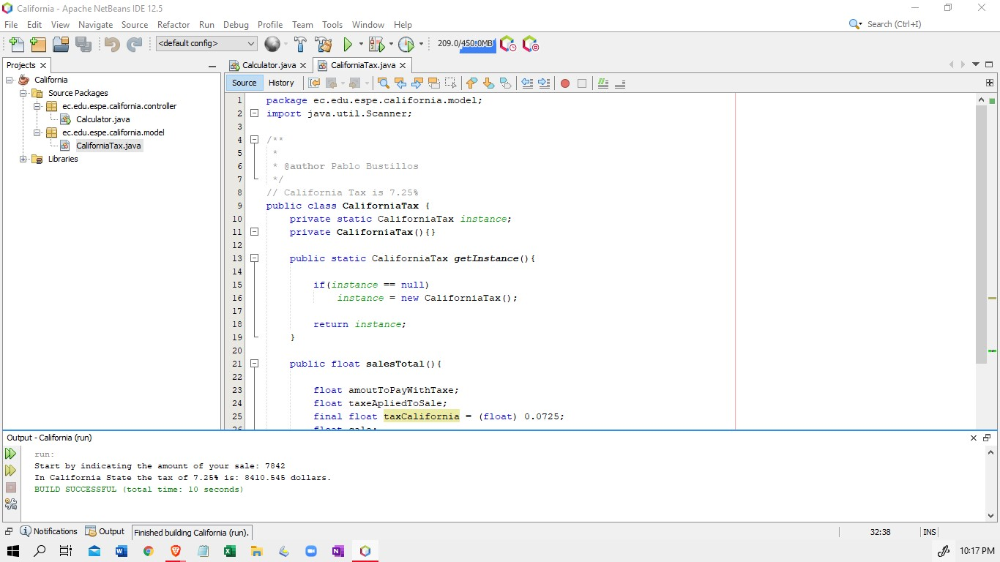 California - Apache NetBeans IDE 12.5
File Edit View Navigate Source Refactor Run Debug Profile Team Tools Window Help
Search (Ctrl+I)
<default config>
209.0/450.0MB
Projects
Calculator.java
CaliforniaTax.java
California
Source Packages
ec.edu.espe.california.controller
Calculator.java
ec.edu.espe.california.model
CaliforniaTax.java
Libraries
Source History
1 package ec.edu.espe.california.model;
2 import java.util.Scanner;
3
4 /**
5 *
6 * @author Pablo Bustillos
7 */
8 // California Tax is 7.25%
9 public class CaliforniaTax {
10 private static CaliforniaTax instance;
11 private CaliforniaTax(){}
12
13 public static CaliforniaTax getInstance(){
14
15 if(instance == null)
16 instance = new CaliforniaTax();
17
18 return instance;
19 }
20
21 public float salesTotal(){
22
23 float amoutToPayWithTaxe;
24 float taxeApliedToSale;
25 final float taxCalifornia = (float) 0.0725;
26 float sale;
Output - California (run)
run:
Start by indicating the amount of your sale: 7842
In California State the tax of 7.25% is: 8410.545 dollars.
BUILD SUCCESSFUL (total time: 10 seconds)
Notifications Output Finished building California (run).
32:38 INS
10:17 PM